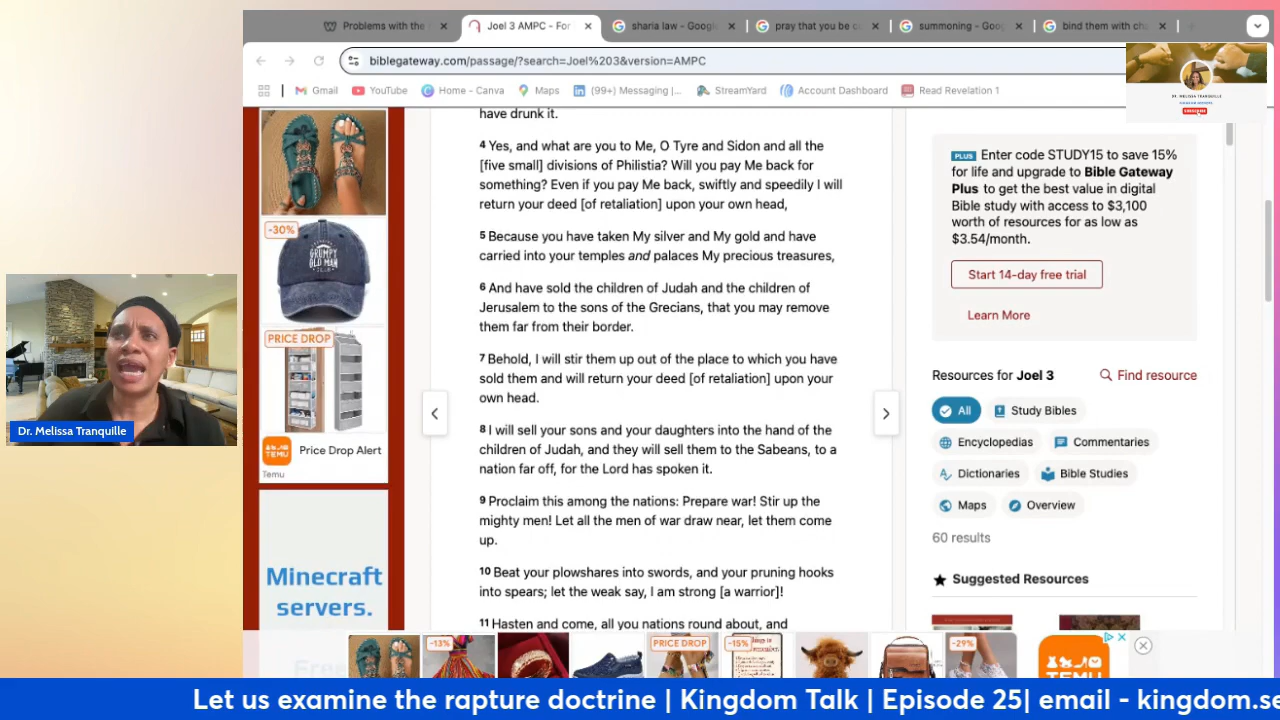 Problems with the r
Joel 3 AMPC - For
sharia law - Google
pray that you be c
summoning - Goog
bind them with cha
biblegateway.com/passage/?search=Joel%203&version=AMPC
Gmail
YouTube
Home - Canva
Maps
(99+) Messaging |...
StreamYard
Account Dashboard
Read Revelation 1
DR. MELISSA TRANQUILLE
SUBSCRIBE
have drunk it.
4 Yes, and what are you to Me, O Tyre and Sidon and all the
[five small] divisions of Philistia? Will you pay Me back for
something? Even if you pay Me back, swiftly and speedily I will
return your deed [of retaliation] upon your own head,
5 Because you have taken My silver and My gold and have
carried into your temples and palaces My precious treasures,
6 And have sold the children of Judah and the children of
Jerusalem to the sons of the Grecians, that you may remove
them far from their border.
7 Behold, I will stir them up out of the place to which you have
sold them and will return your deed [of retaliation] upon your
own head.
8 I will sell your sons and your daughters into the hand of the
children of Judah, and they will sell them to the Sabeans, to a
nation far off, for the Lord has spoken it.
9 Proclaim this among the nations: Prepare war! Stir up the
mighty men! Let all the men of war draw near, let them come
up.
10 Beat your plowshares into swords, and your pruning hooks
into spears; let the weak say, I am strong [a warrior]!
11 Hasten and come, all you nations round about, and
PLUS Enter code STUDY15 to save 15%
for life and upgrade to Bible Gateway
Plus to get the best value in digital
Bible study with access to $3,100
worth of resources for as low as
$3.54/month.
Start 14-day free trial
Learn More
Resources for Joel 3
Find resource
All
Study Bibles
Encyclopedias
Commentaries
Dictionaries
Bible Studies
Maps
Overview
60 results
Suggested Resources
-30%
GRUMPY
OLD MAN
CLUB
PRICE DROP
TEMU
Price Drop Alert
Temu
Minecraft
servers.
Dr. Melissa Tranquille
-13%
PRICE DROP
-15%
-29%
Let us examine the rapture doctrine | Kingdom Talk | Episode 25| email - kingdom.se